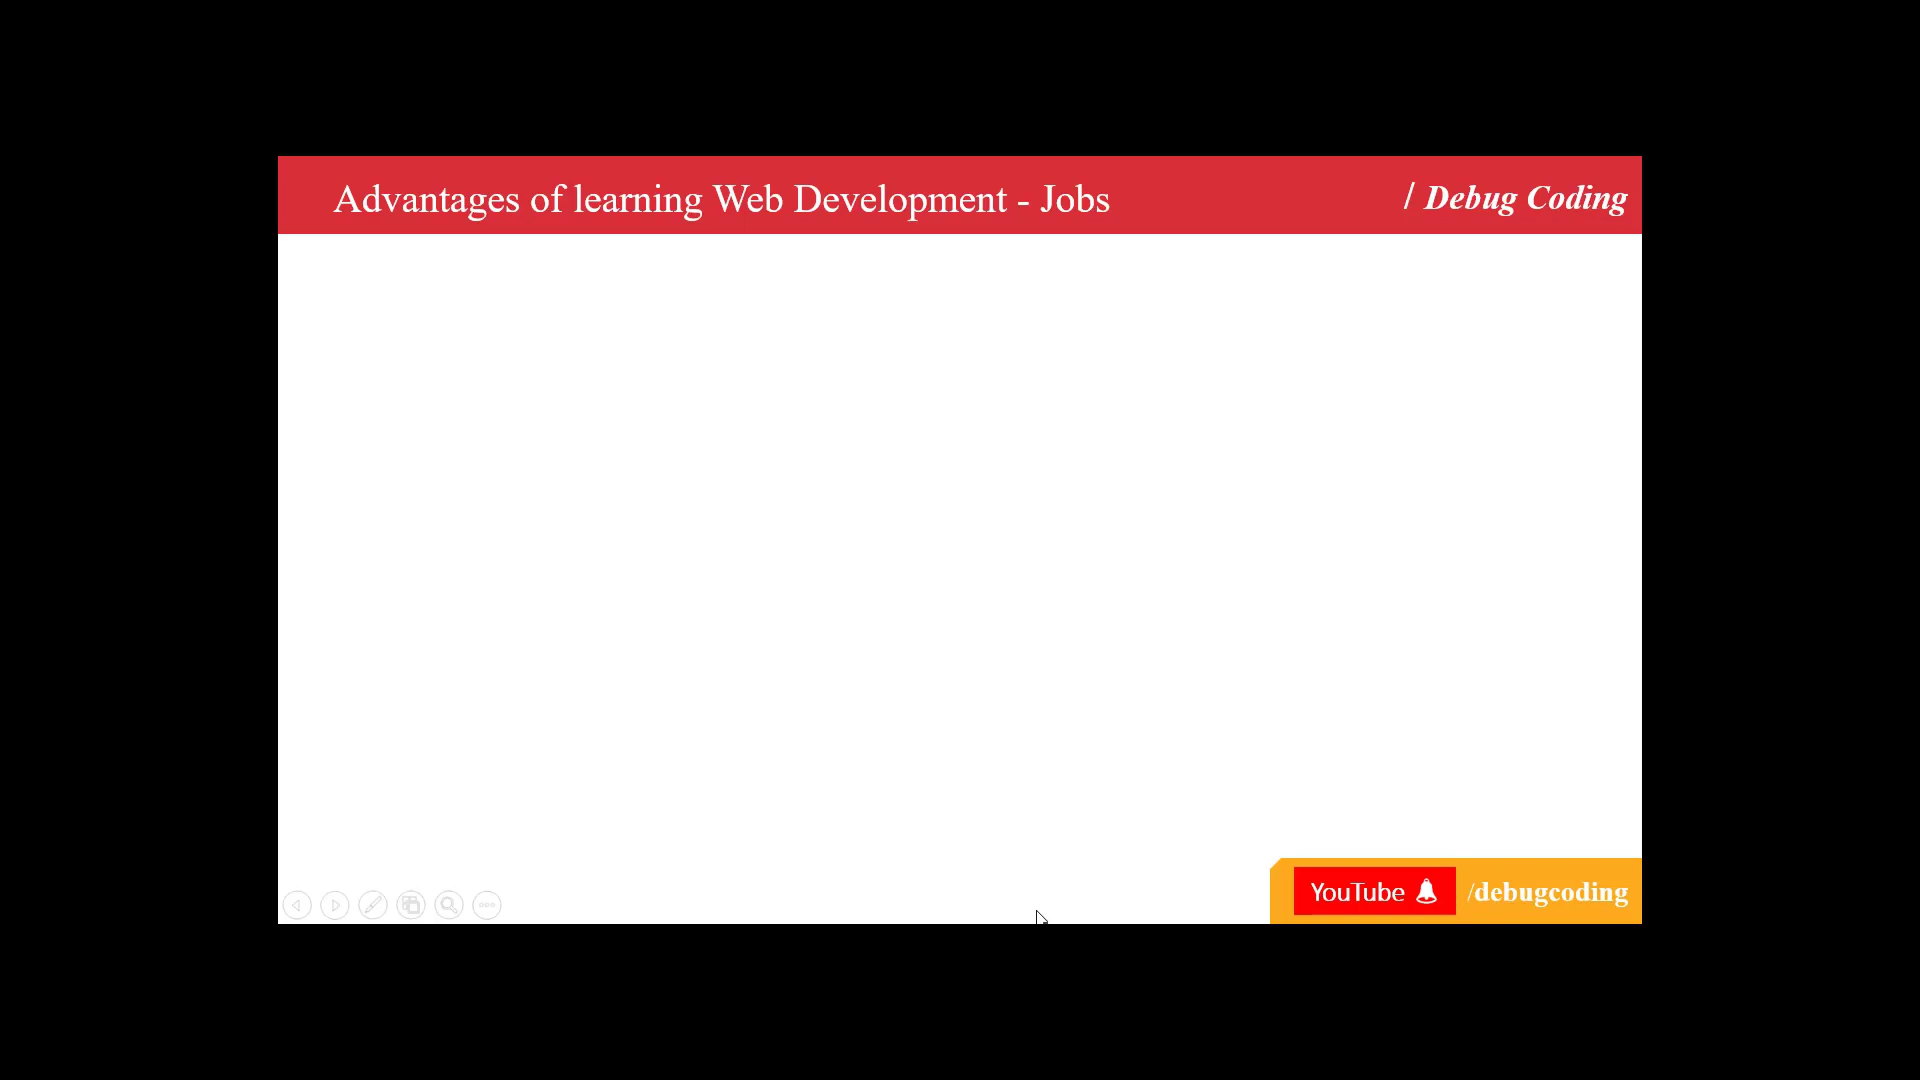 Advantages of learning Web Development - Jobs
/ Debug Coding
YouTube /debugcoding